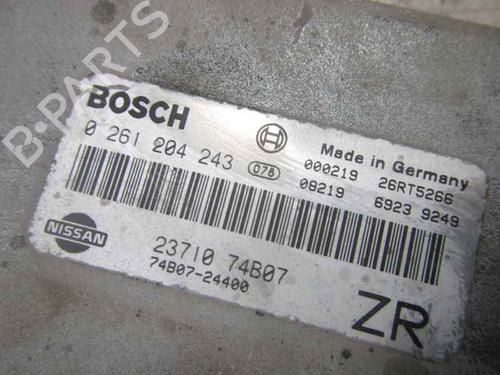 B-PARTS
BOSCH
Made in Germany
0 261 204 243 078 000219 26RT5266
08219 6923 9249
NISSAN
23710 74B07
74B07-24400
ZR